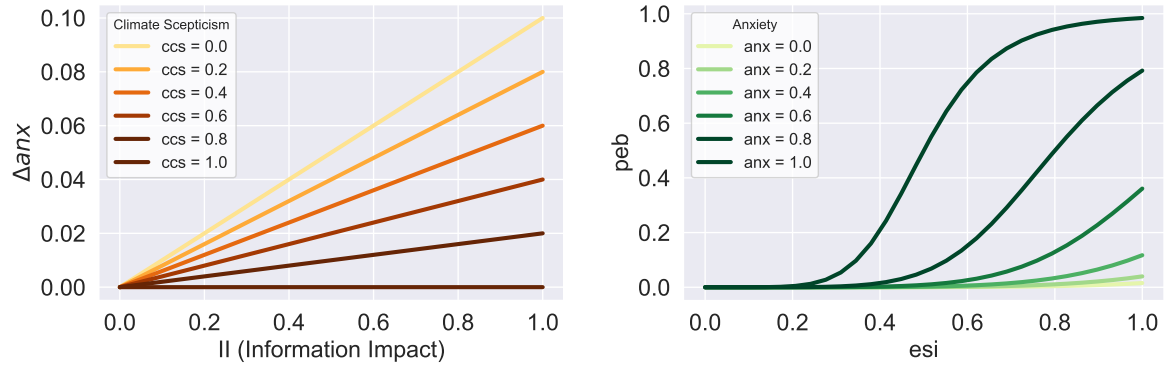 Climate Scepticism
ccs = 0.0
ccs = 0.2
ccs = 0.4
ccs = 0.6
ccs = 0.8
ccs = 1.0
0.10
0.08
0.06
0.04
0.02
0.00
Δanx
0.0 0.2 0.4 0.6 0.8 1.0
II (Information Impact)
Anxiety
anx = 0.0
anx = 0.2
anx = 0.4
anx = 0.6
anx = 0.8
anx = 1.0
1.0
0.8
0.6
0.4
0.2
0.0
peb
0.0 0.2 0.4 0.6 0.8 1.0
esi